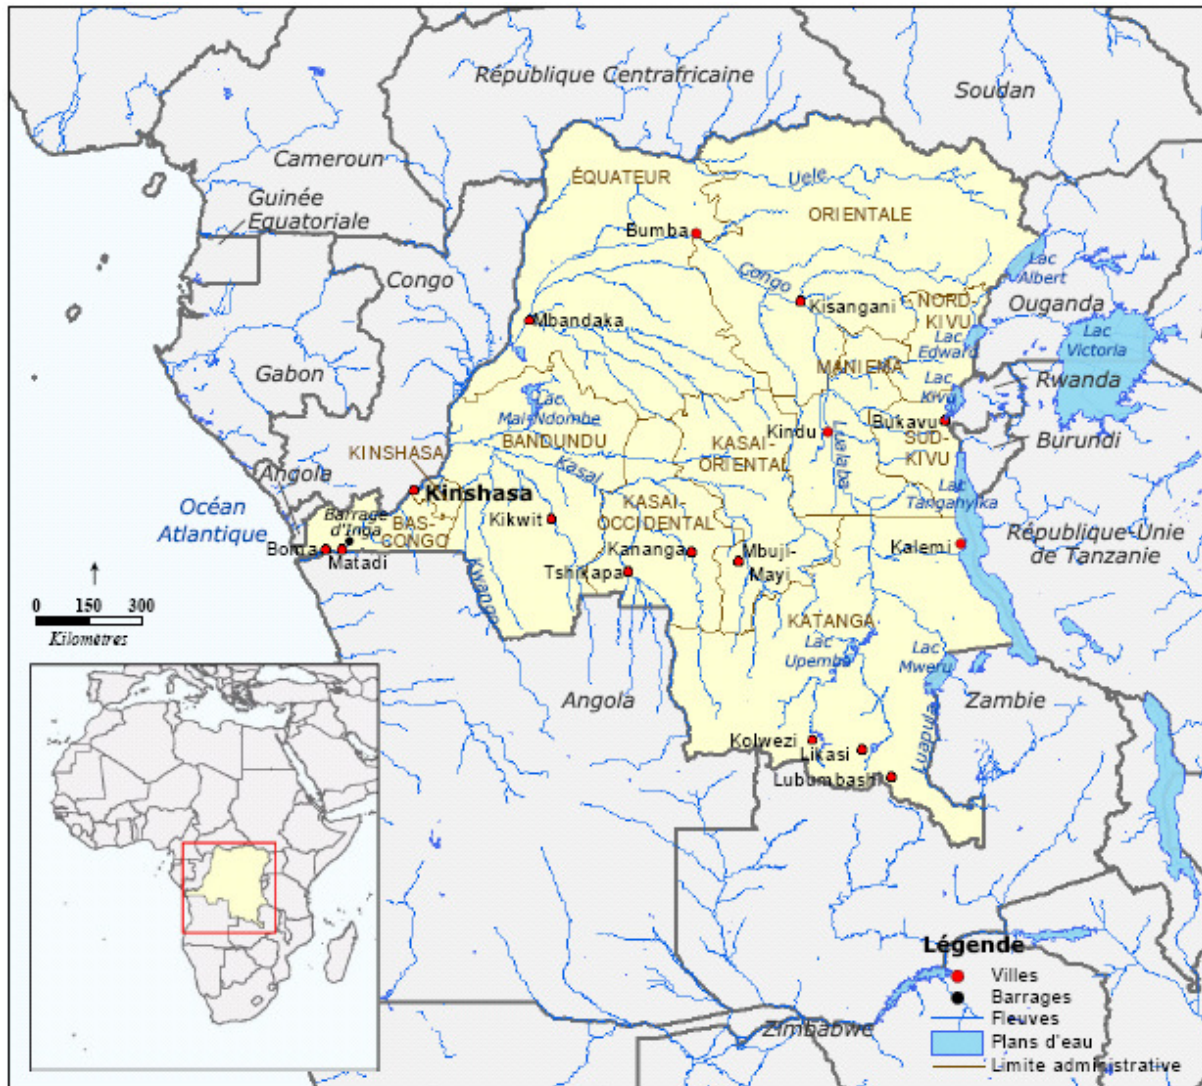 République Centrafricaine
Soudan
Cameroun
Guinée
Equatoriale
ÉQUATEUR
Uele
ORIENTALE
Bumba
Congo
Congo
Lac
Albert
Kisangani
NORD-
KIVU
Ouganda
Mbandaka
Lac
Edward
Lac
Victoria
Gabon
MANIEMA
Lac
Kivu
Rwanda
Lac
Mai-Ndombe
BANDUNDU
Kindu
Bukavu
Burundi
KINSHASA
KASAI-
ORIENTAL
Lualaba
SUD-
KIVU
Angola
Kasai
Lac
Tanganyika
Kinshasa
Océan
Atlantique
Barrage
d'Inga
BAS-
CONGO
Kikwit
KASAI
OCCIDENTAL
République-Unie
de Tanzanie
Boma
Matadi
Kananga
Mbuji-
Mayi
Kalemi
Tshikapa
Kwango
0 150 300
Kilomètres
KATANGA
Lac
Upemba
Lac
Mweru
Angola
Zambie
Luapula
Kolwezi
Likasi
Lubumbashi
Légende
Villes
Barrages
Fleuves
Plans d'eau
Limite administrative
Zimbabwe